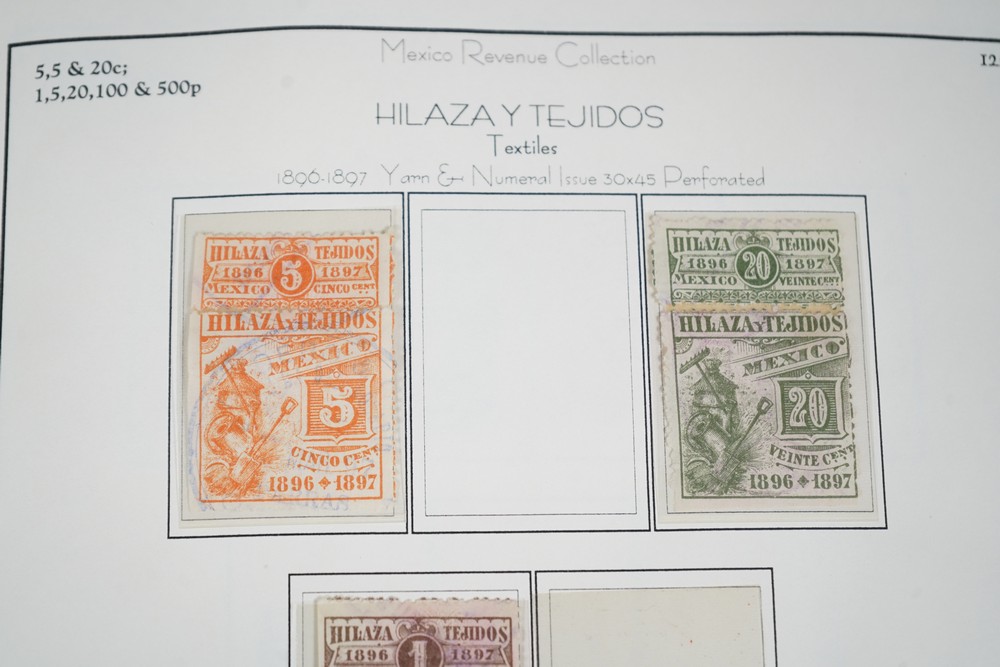 Mexico Revenue Collection
5,5 & 20c;
1,5,20,100 & 500p
12
HILAZA Y TEJIDOS
Textiles
1896-1897 Yarn & Numeral Issue 30x45 Perforated
HILAZA 5 TEJIDOS
1896 1897
MEXICO CINCO CENT
HILAZA Y TEJIDOS
MEXICO
5
CINCO CENT
1896 1897
HILAZA 20 TEJIDOS
1896 1897
MEXICO VEINTE CENT
HILAZA Y TEJIDOS
MEXICO
20
VEINTE CENT
1896 1897
HILAZA 1 TEJIDOS
1896 1897